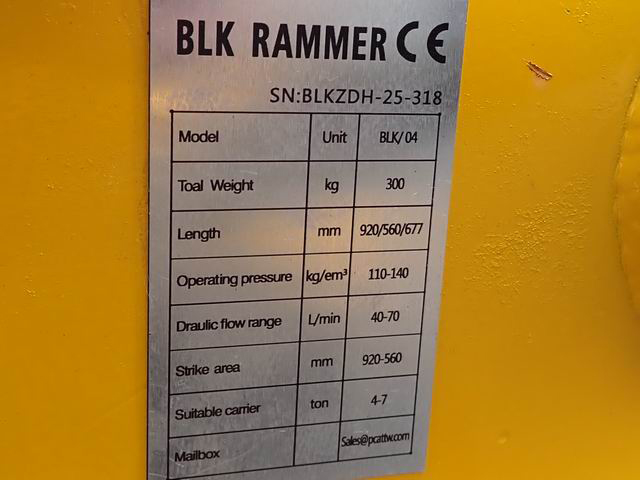 BLK RAMMER CE
SN:BLKZDH-25-318
Model Unit BLK/04
Toal Weight kg 300
Length mm 920/560/677
Operating pressure kg/em³ 110-140
Draulic flow range L/min 40-70
Strike area mm 920-560
Suitable carrier ton 4-7
Mailbox Sales@pcattw.com